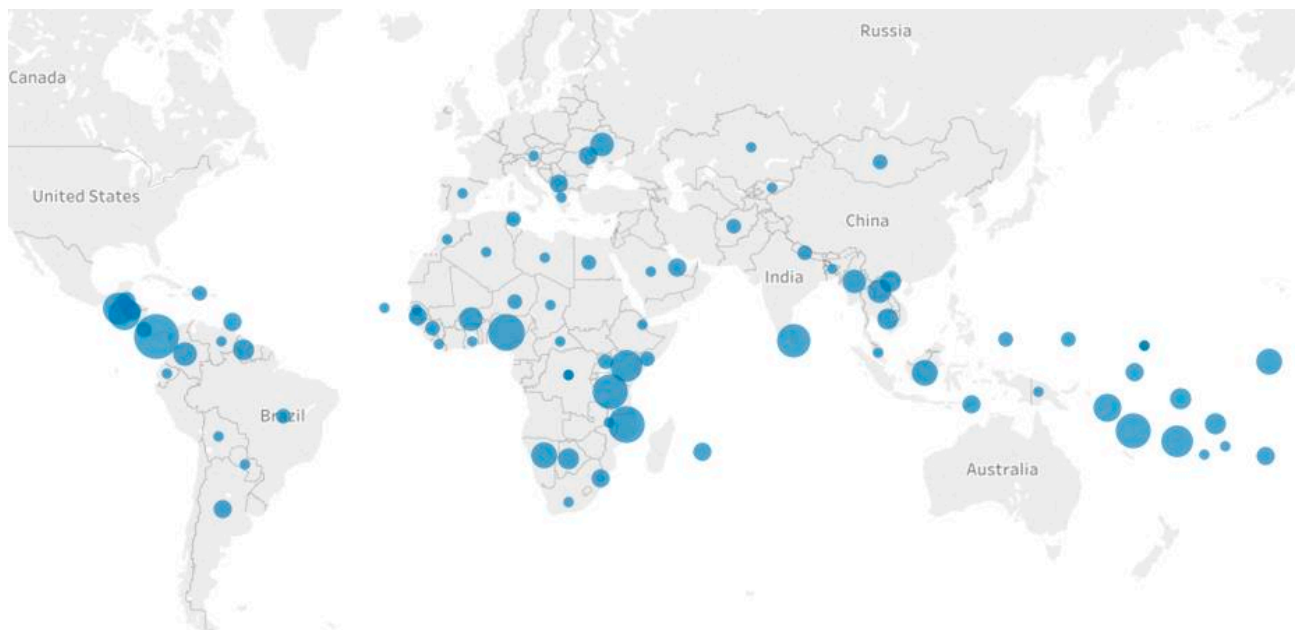 Russia
Canada
United States
China
India
Brazil
Australia